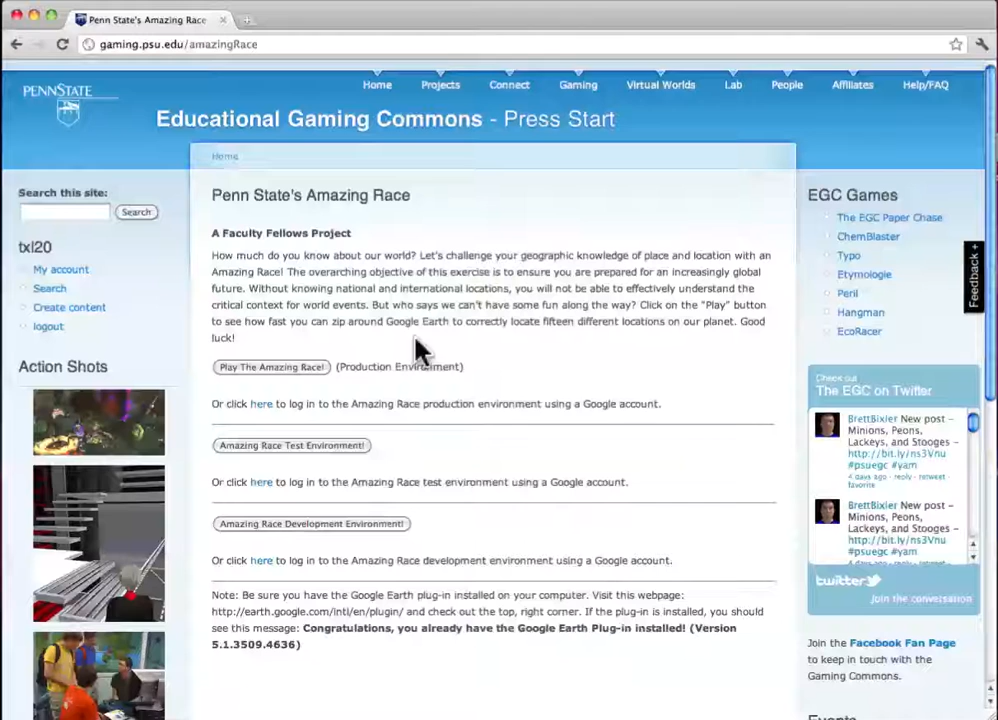 Penn State's Amazing Race
gaming.psu.edu/amazingRace
PENNSTATE
Home
Projects
Connect
Gaming
Virtual Worlds
Lab
People
Affiliates
Help/FAQ
Educational Gaming Commons - Press Start
Home
Search this site:
Search
txl20
My account
Search
Create content
logout
Action Shots
Penn State's Amazing Race
A Faculty Fellows Project
How much do you know about our world? Let's challenge your geographic knowledge of place and location with an
Amazing Race! The overarching objective of this exercise is to ensure you are prepared for an increasingly global
future. Without knowing national and international locations, you will not be able to effectively understand the
critical context for world events. But who says we can't have some fun along the way? Click on the "Play" button
to see how fast you can zip around Google Earth to correctly locate fifteen different locations on our planet. Good
luck!
Play The Amazing Race! (Production Environment)
Or click here to log in to the Amazing Race production environment using a Google account.
Amazing Race Test Environment!
Or click here to log in to the Amazing Race test environment using a Google account.
Amazing Race Development Environment!
Or click here to log in to the Amazing Race development environment using a Google account.
Note: Be sure you have the Google Earth plug-in installed on your computer. Visit this webpage:
http://earth.google.com/intl/en/plugin/ and check out the top, right corner. If the plug-in is installed, you should
see this message: Congratulations, you already have the Google Earth Plug-in installed! (Version
5.1.3509.4636)
EGC Games
The EGC Paper Chase
ChemBlaster
Typo
Etymologie
Peril
Hangman
EcoRacer
Feedback +
Check out
The EGC on Twitter
BrettBixler New post –
Minions, Peons,
Lackeys, and Stooges –
http://bit.ly/ns3Vnu
#psuegc #yam
4 days ago · reply · retweet ·
favorite
BrettBixler New post –
Minions, Peons,
Lackeys, and Stooges –
http://bit.ly/ns3Vnu
#psuegc #yam
twitter
Join the conversation
Join the Facebook Fan Page
to keep in touch with the
Gaming Commons.
Events